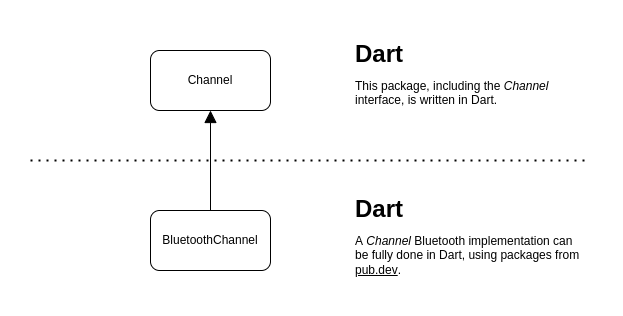 Channel
Dart
This package, including the Channel
interface, is written in Dart.
BluetoothChannel
Dart
A Channel Bluetooth implementation can
be fully done in Dart, using packages from
pub.dev.